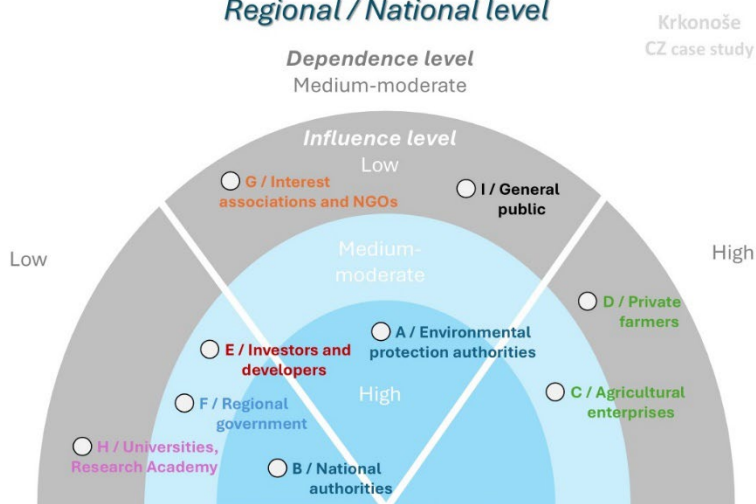 Regional / National level
Krkonoše
CZ case study
Dependence level
Medium-moderate
Influence level
Low
G / Interest
associations and NGOs
I / General
public
Low
Medium-
moderate
High
D / Private
farmers
E / Investors and
developers
A / Environmental
protection authorities
F / Regional
government
High
C / Agricultural
enterprises
H / Universities,
Research Academy
B / National
authorities